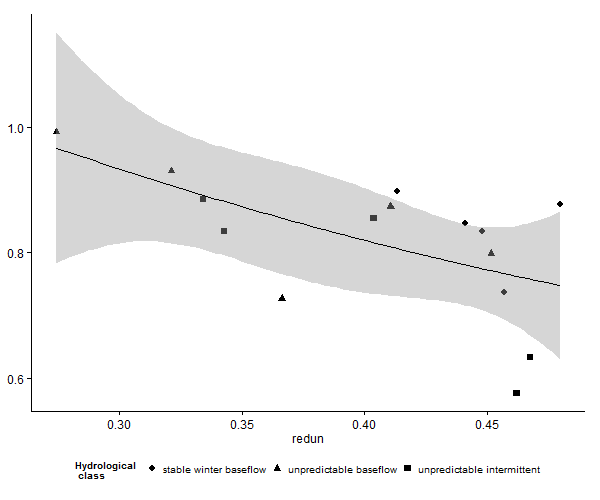 1.0
0.8
0.6
0.30 0.35 0.40 0.45
redun
Hydrological
class
stable winter baseflow unpredictable baseflow unpredictable intermittent